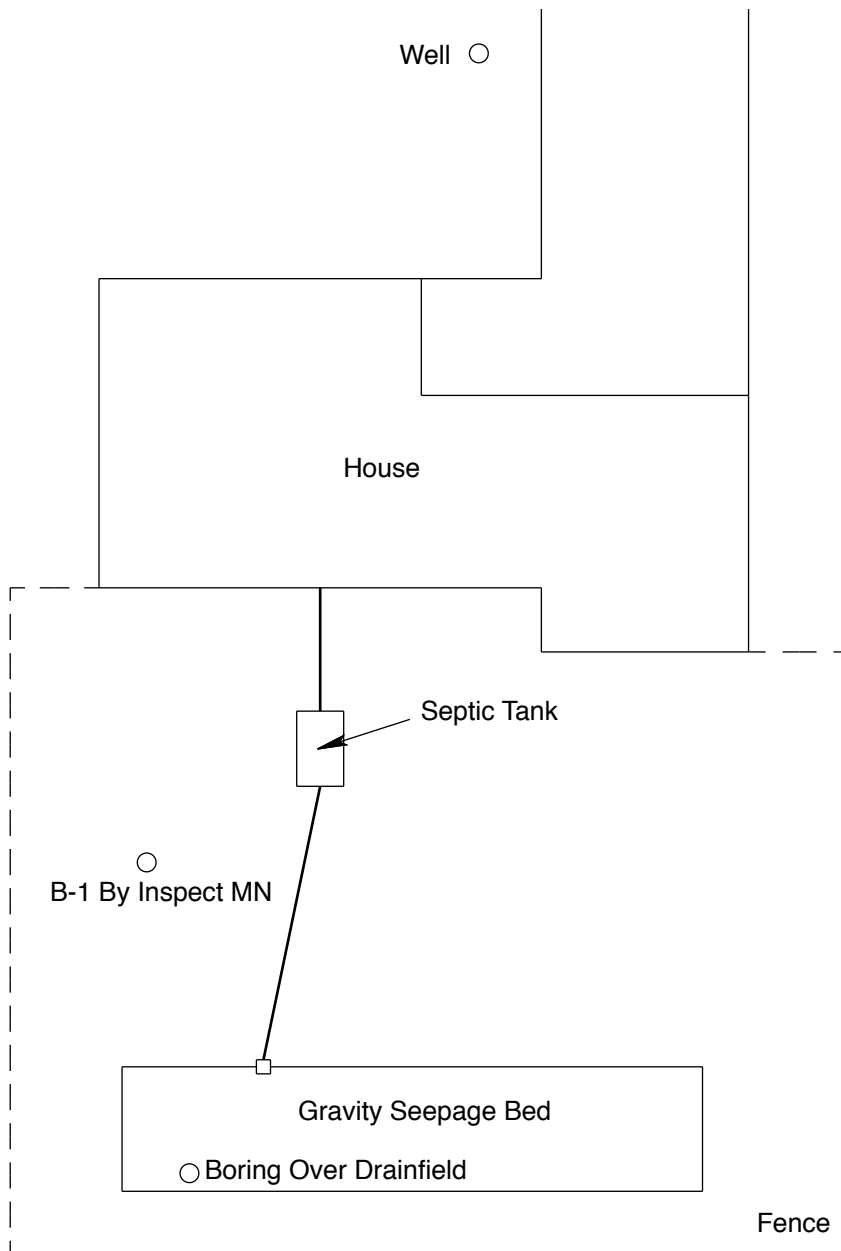 Well
House
Septic Tank
B-1 By Inspect MN
Gravity Seepage Bed
Boring Over Drainfield
Fence